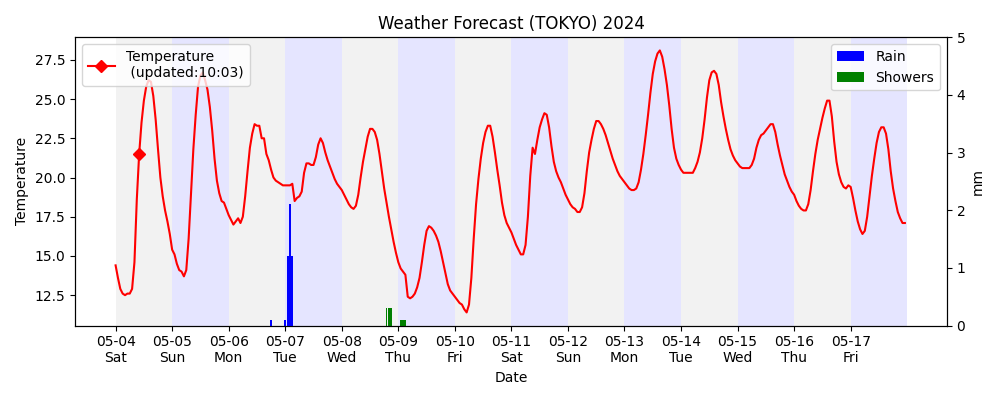 Weather Forecast (TOKYO) 2024
Temperature
(updated:10:03)
Rain
Showers
Temperature
27.5
25.0
22.5
20.0
17.5
15.0
12.5
5
4
3
2
1
0
mm
05-04 05-05 05-06 05-07 05-08 05-09 05-10 05-11 05-12 05-13 05-14 05-15 05-16 05-17
Sat Sun Mon Tue Wed Thu Fri Sat Sun Mon Tue Wed Thu Fri
Date